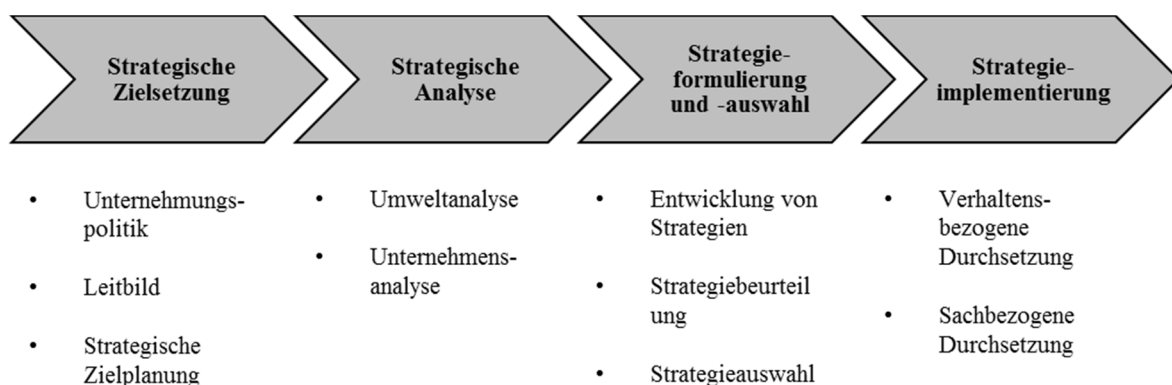 Strategische
Zielsetzung
Strategische
Analyse
Strategie-
formulierung
und -auswahl
Strategie-
implementierung
• Unternehmungs-
politik
• Leitbild
• Strategische
Zielplanung
• Umweltanalyse
• Unternehmens-
analyse
• Entwicklung von
Strategien
• Strategiebeurteil
ung
• Strategieauswahl
• Verhaltens-
bezogene
Durchsetzung
• Sachbezogene
Durchsetzung